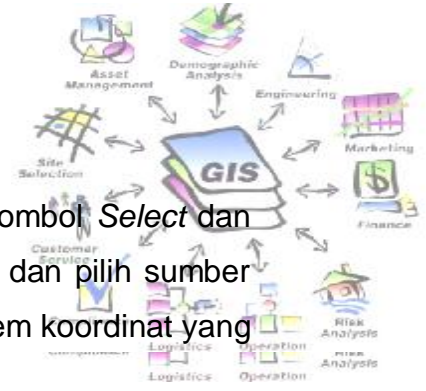 Asset
Management
Demographic
Analysis
Engineering
Site
Selection
GIS
Marketing
Finance
ombol Select dan
Customer
Service
dan pilih sumber
em koordinat yang
Logistics
Operation
Risk
Analysis
Logistics
Operation
Analysis